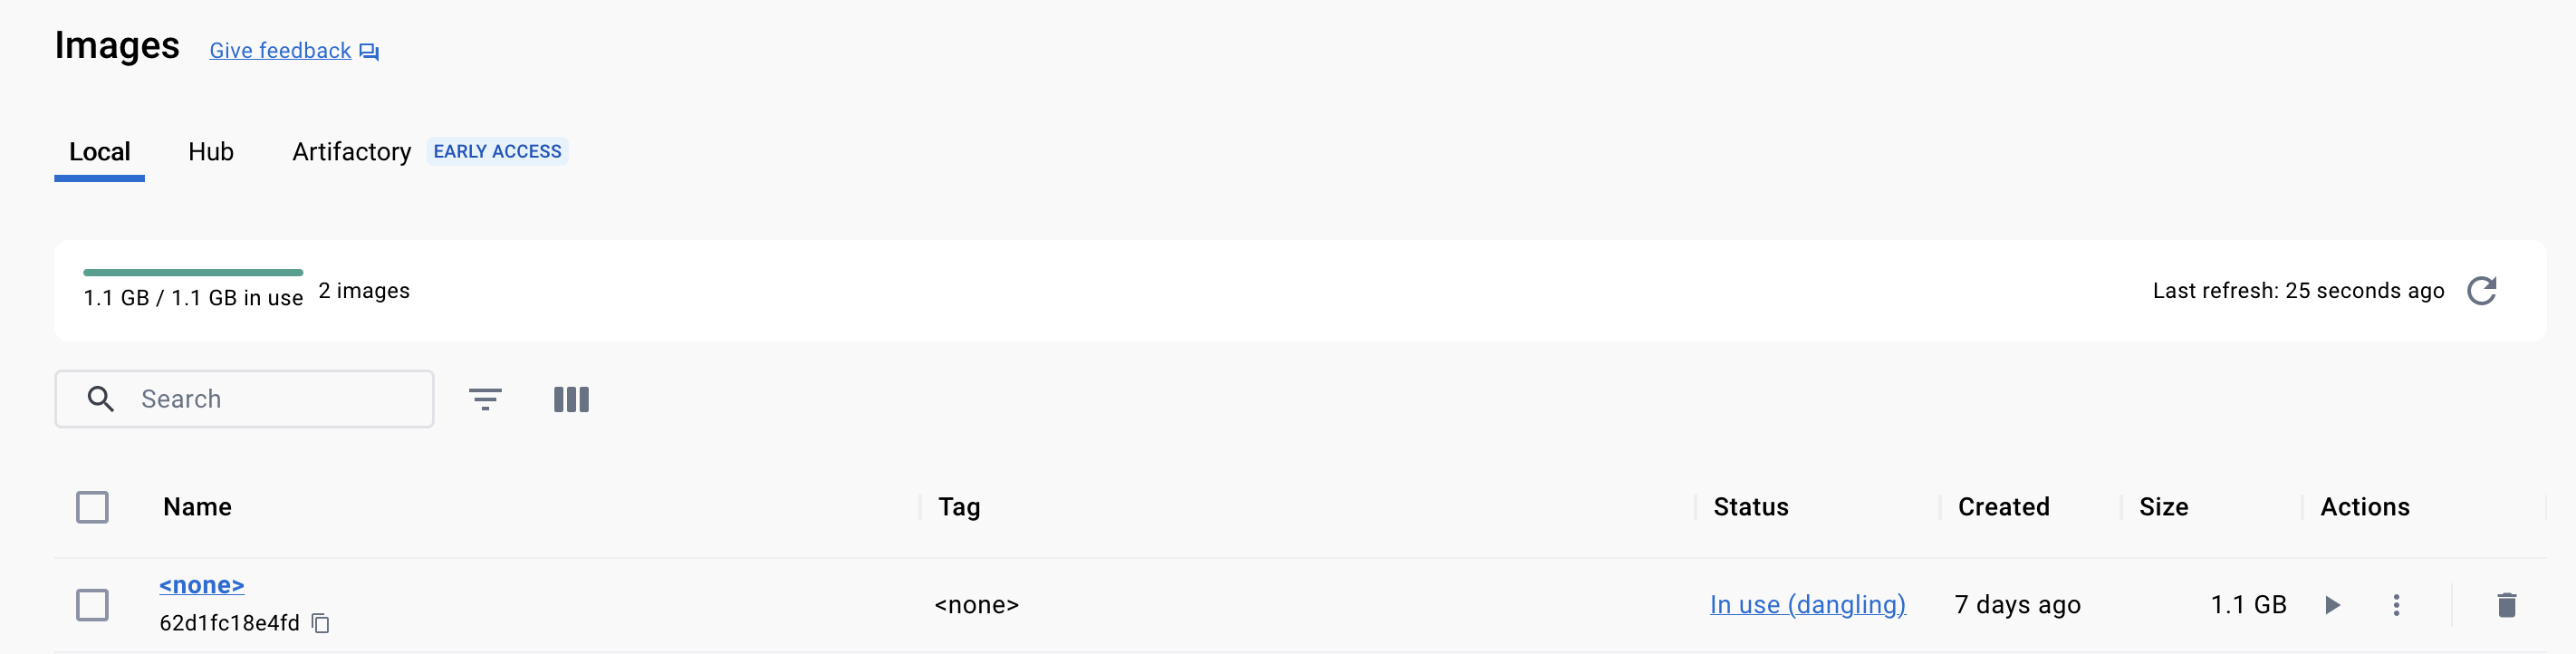 Images Give feedback
Local Hub Artifactory EARLY ACCESS
1.1 GB / 1.1 GB in use 2 images Last refresh: 25 seconds ago
Search
Name Tag Status Created Size Actions
<none>
62d1fc18e4fd <none> In use (dangling) 7 days ago 1.1 GB